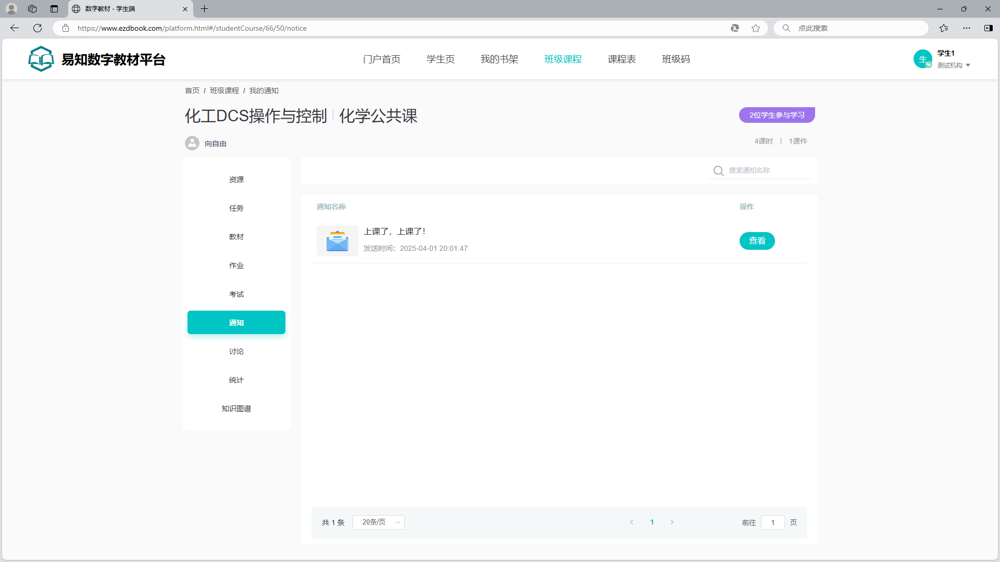 数字教材 - 学生端
https://www.ezdbook.com/platform.html#/studentCourse/66/50/notice
点此搜索
易知数字教材平台
门户首页
学生页
我的书架
班级课程
课程表
班级码
生
学生1
测试机构
首页 / 班级课程 / 我的通知
化工DCS操作与控制 | 化学公共课
2位学生参与学习
向自由
4课时 | 1课件
资源
任务
教材
作业
考试
通知
讨论
统计
知识图谱
搜索通知名称
通知名称
操作
上课了，上课了！
发送时间：2025-04-01 20:01:47
查看
共 1 条
20条/页
1
前往 1 页